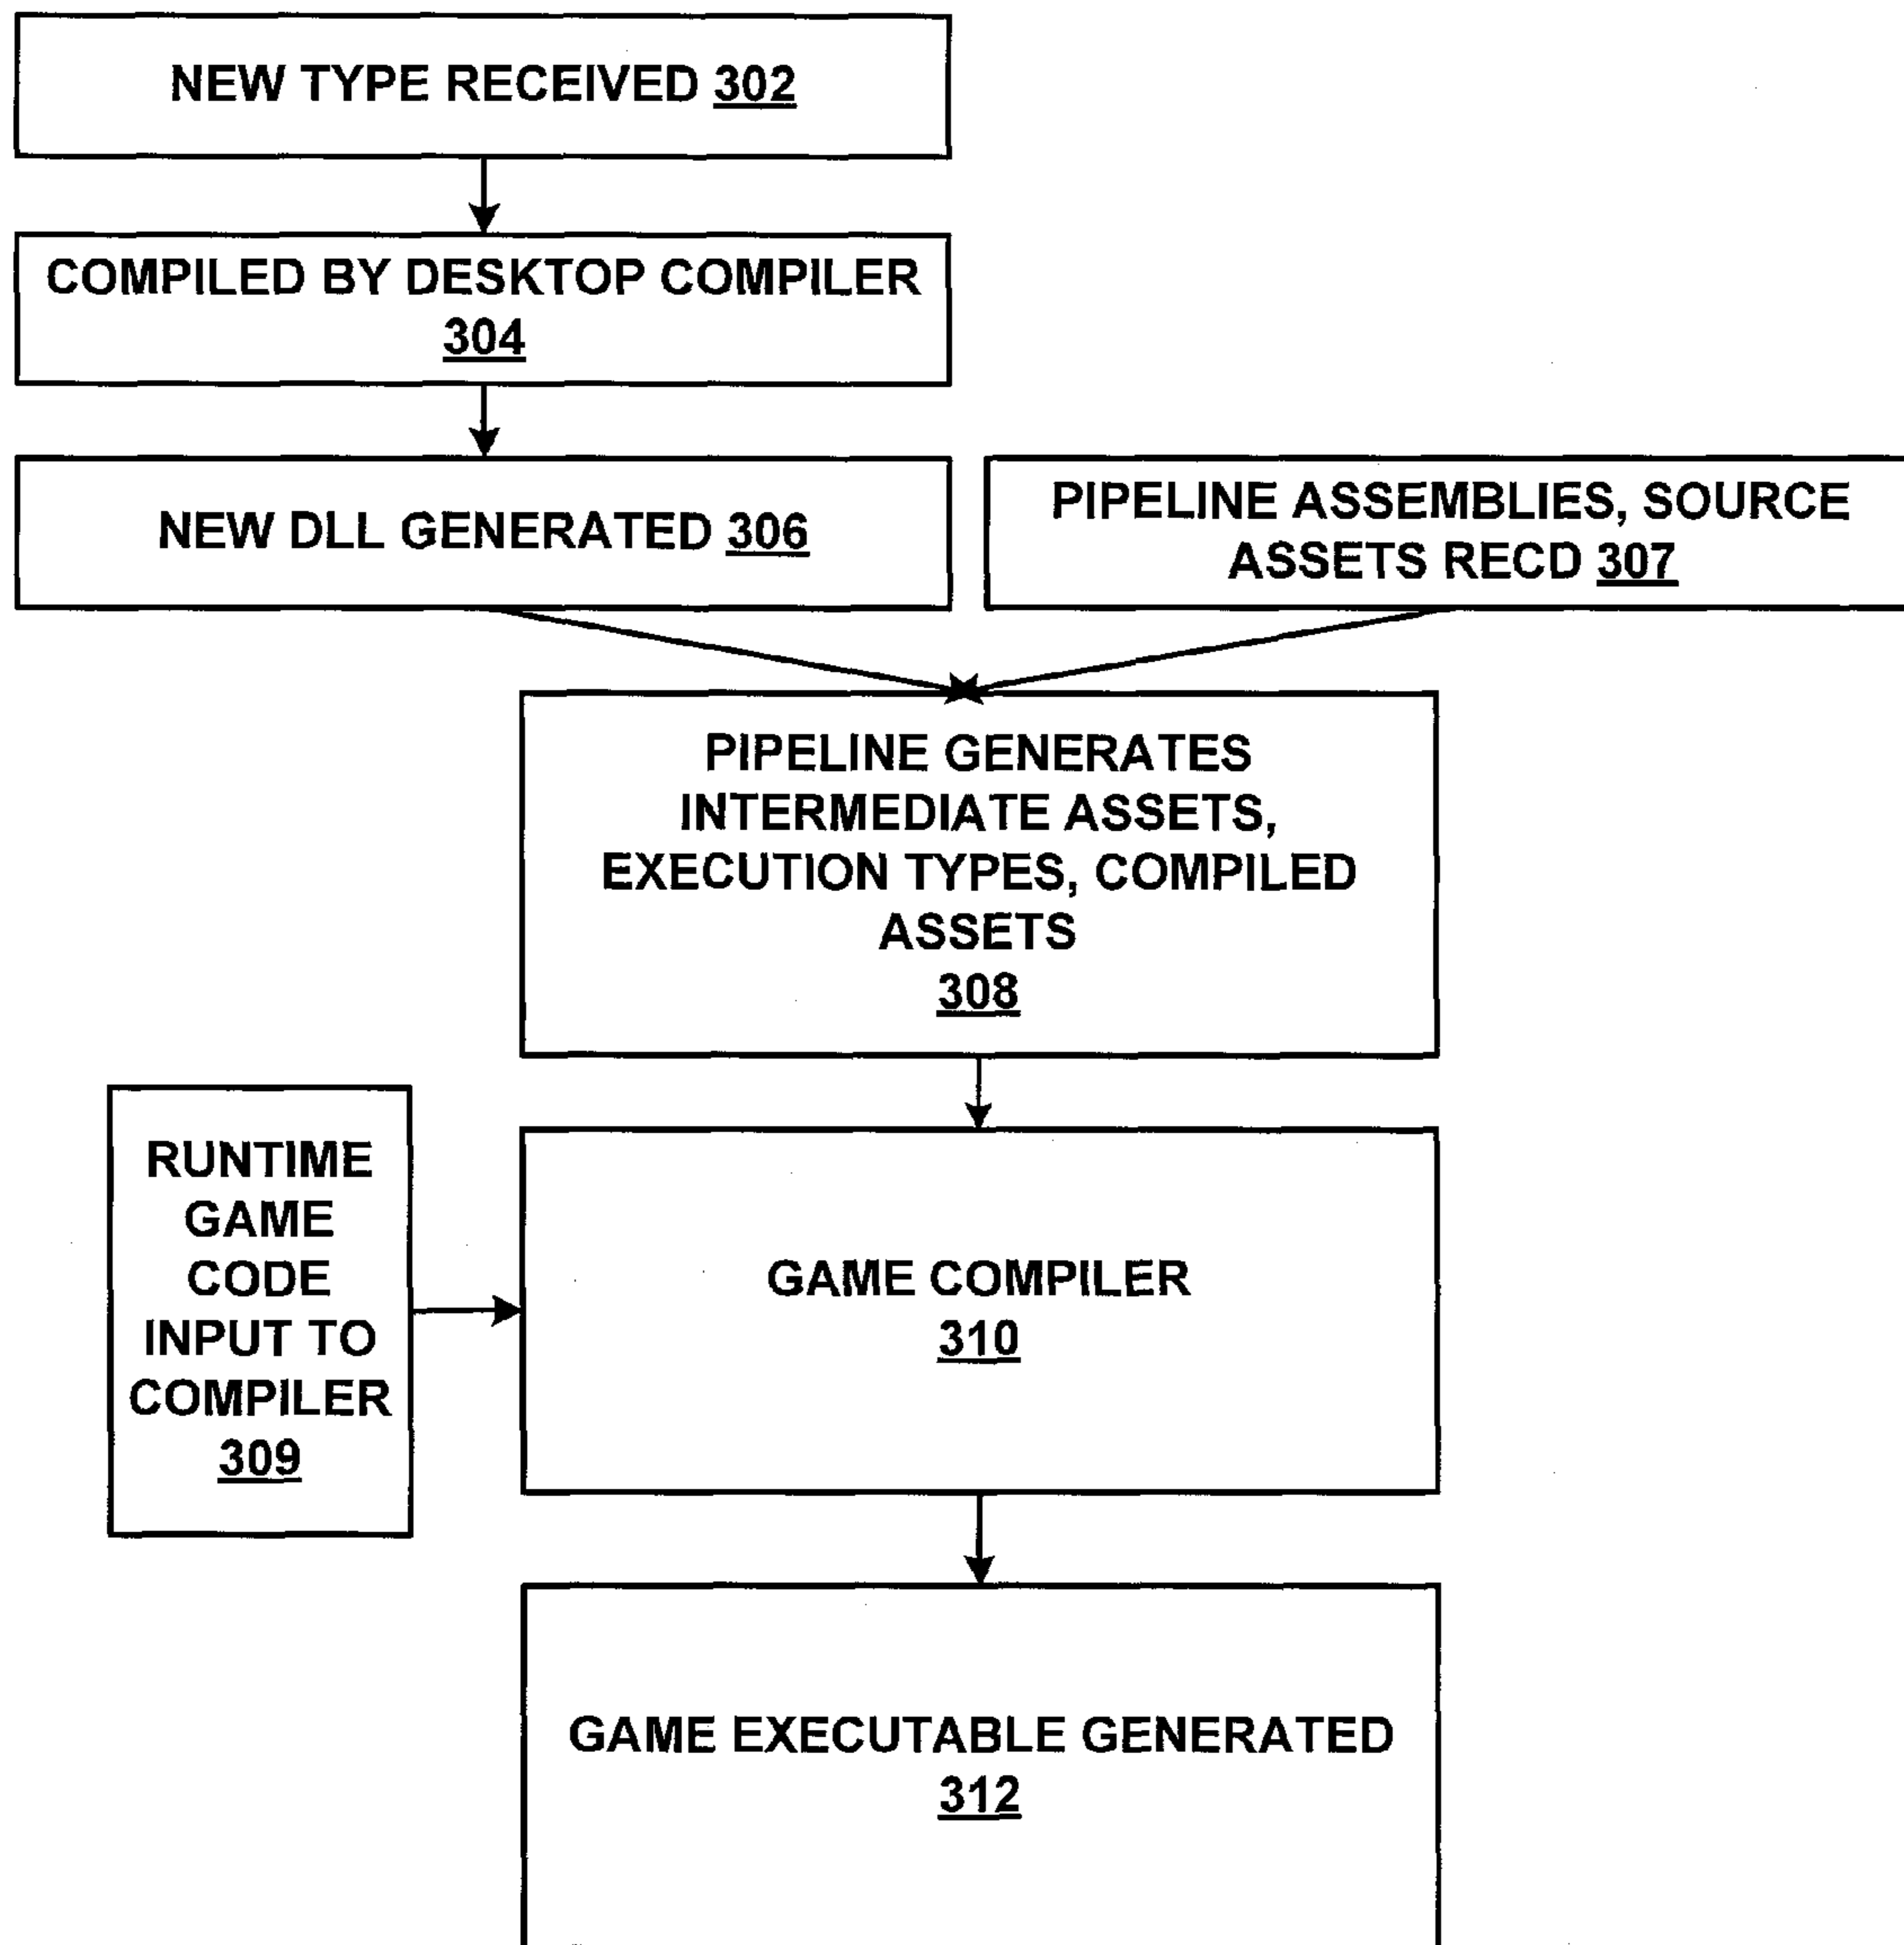 NEW TYPE RECEIVED 302
COMPILED BY DESKTOP COMPILER
304
NEW DLL GENERATED 306
PIPELINE ASSEMBLIES, SOURCE
ASSETS RECD 307
PIPELINE GENERATES
INTERMEDIATE ASSETS,
EXECUTION TYPES, COMPILED
ASSETS
308
RUNTIME
GAME
CODE
INPUT TO
COMPILER
309
GAME COMPILER
310
GAME EXECUTABLE GENERATED
312